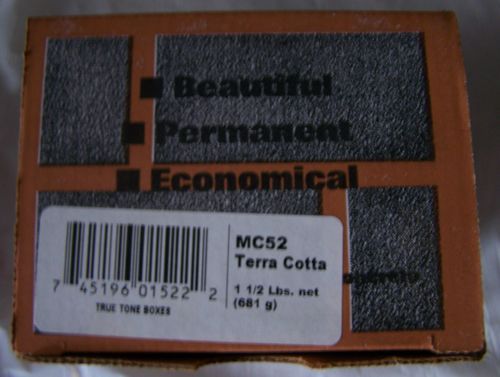 Beautiful
Permanent
Economical
MC52
Terra Cotta
1 1/2 Lbs. net
(681 g)
7 45196 01522 2
TRUE TONE BOXES